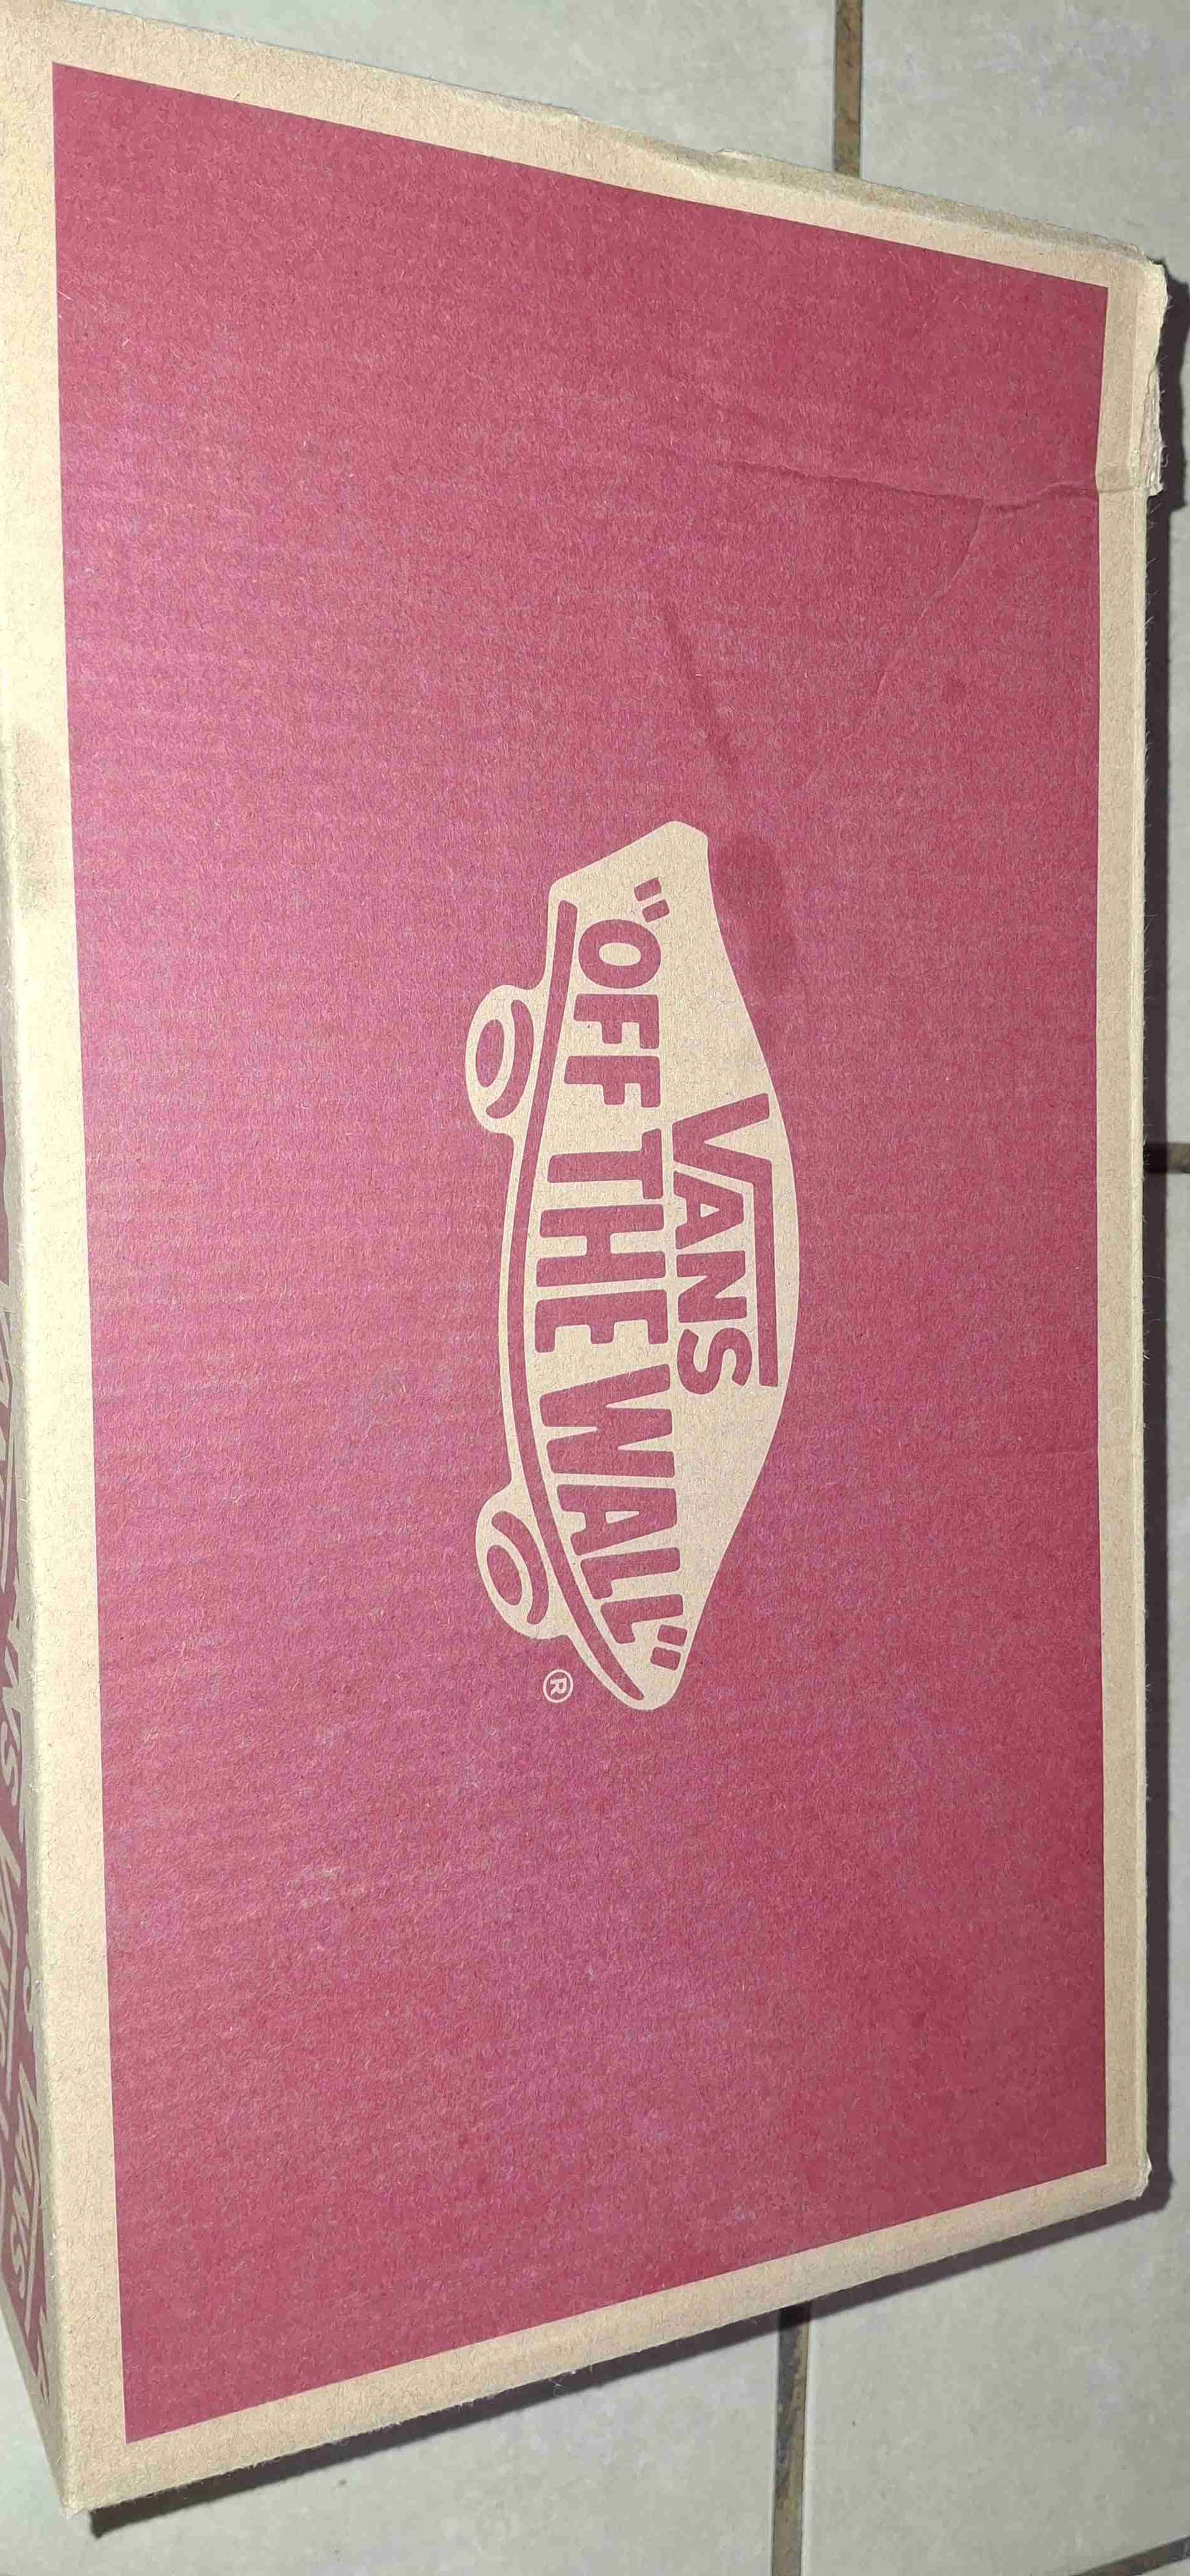 VANS
"OFF THE WALL"
®